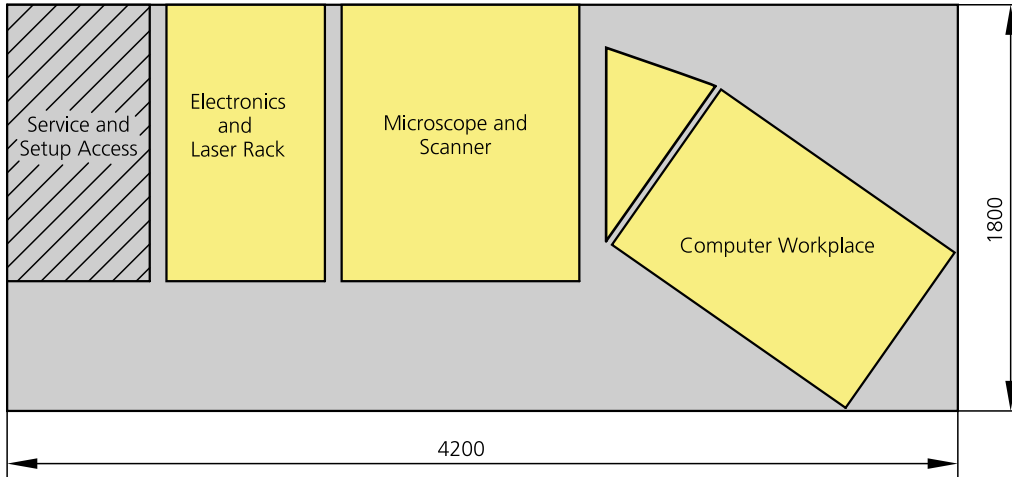 Service and
Setup Access
Electronics
and
Laser Rack
Microscope and
Scanner
Computer Workplace
1800
4200